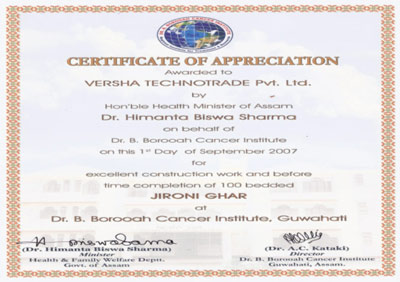 CERTIFICATE OF APPRECIATION
Awarded to
VERSHA TECHNOTRADE Pvt. Ltd.
by
Hon'ble Health Minister of Assam
Dr. Himanta Biswa Sharma
on behalf of
Dr. B. Borooah Cancer Institute
on this 1st Day of September 2007
for
excellent construction work and before
time completion of 100 bedded
JIRONI GHAR
at
Dr. B. Borooah Cancer Institute, Guwahati
(Dr. Himanta Biswa Sharma)
Minister
Health & Family Welfare Deptt.
Govt. of Assam
(Dr. A.C. Kataki)
Director
Dr. B. Borooah Cancer Institute
Guwahati, Assam